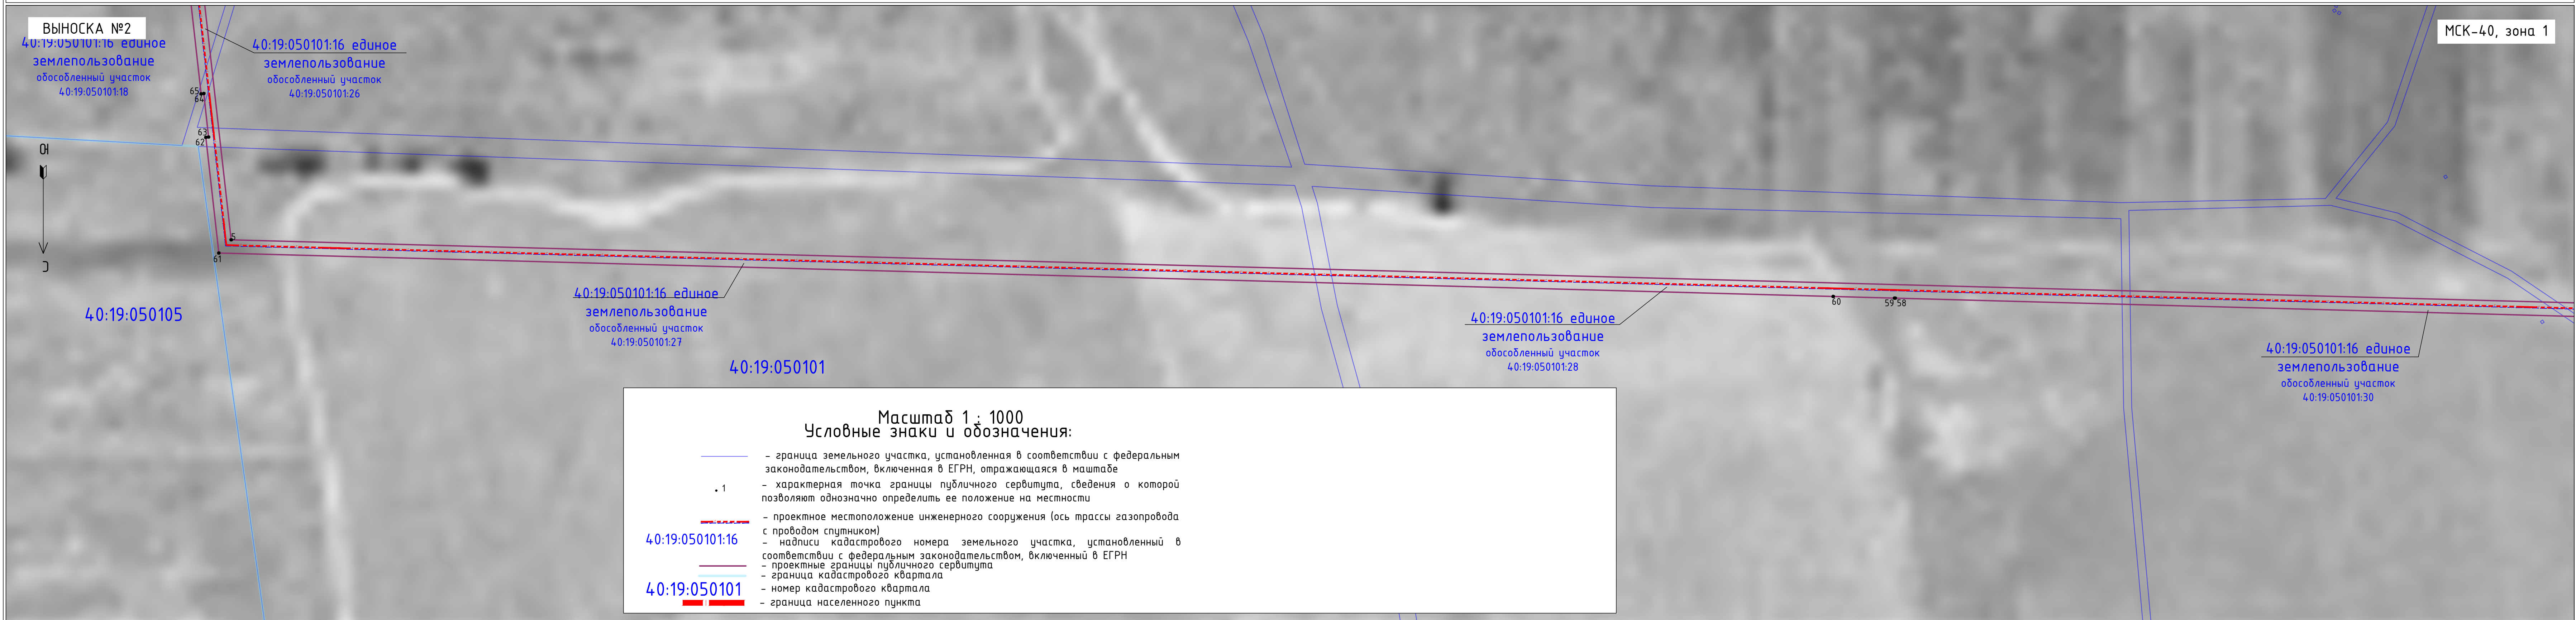 ВЫНОСКА №2
МСК-40, зона 1
40:19:050101:16 единое
землепользование
обособленный участок
40:19:050101:18
40:19:050101:16 единое
землепользование
обособленный участок
40:19:050101:26
65
64
63
62
Ю
С
5
61
40:19:050105
40:19:050101:16 единое
землепользование
обособленный участок
40:19:050101:27
40:19:050101
40:19:050101:16 единое
землепользование
обособленный участок
40:19:050101:28
60
59 58
40:19:050101:16 единое
землепользование
обособленный участок
40:19:050101:30
Масштаб 1 : 1000
Условные знаки и обозначения:
– граница земельного участка, установленная в соответствии с федеральным
законодательством, включенная в ЕГРН, отражающаяся в маштабе
1
– характерная точка границы публичного сервитута, сведения о которой
позволяют однозначно определить ее положение на местности
– проектное местоположение инженерного сооружения (ось трассы газопровода
с проводом спутником)
40:19:050101:16
– надписи кадастрового номера земельного участка, установленный в
соответствии с федеральным законодательством, включенный в ЕГРН
– проектные границы публичного сервитута
– граница кадастрового квартала
40:19:050101
– номер кадастрового квартала
– граница населенного пункта